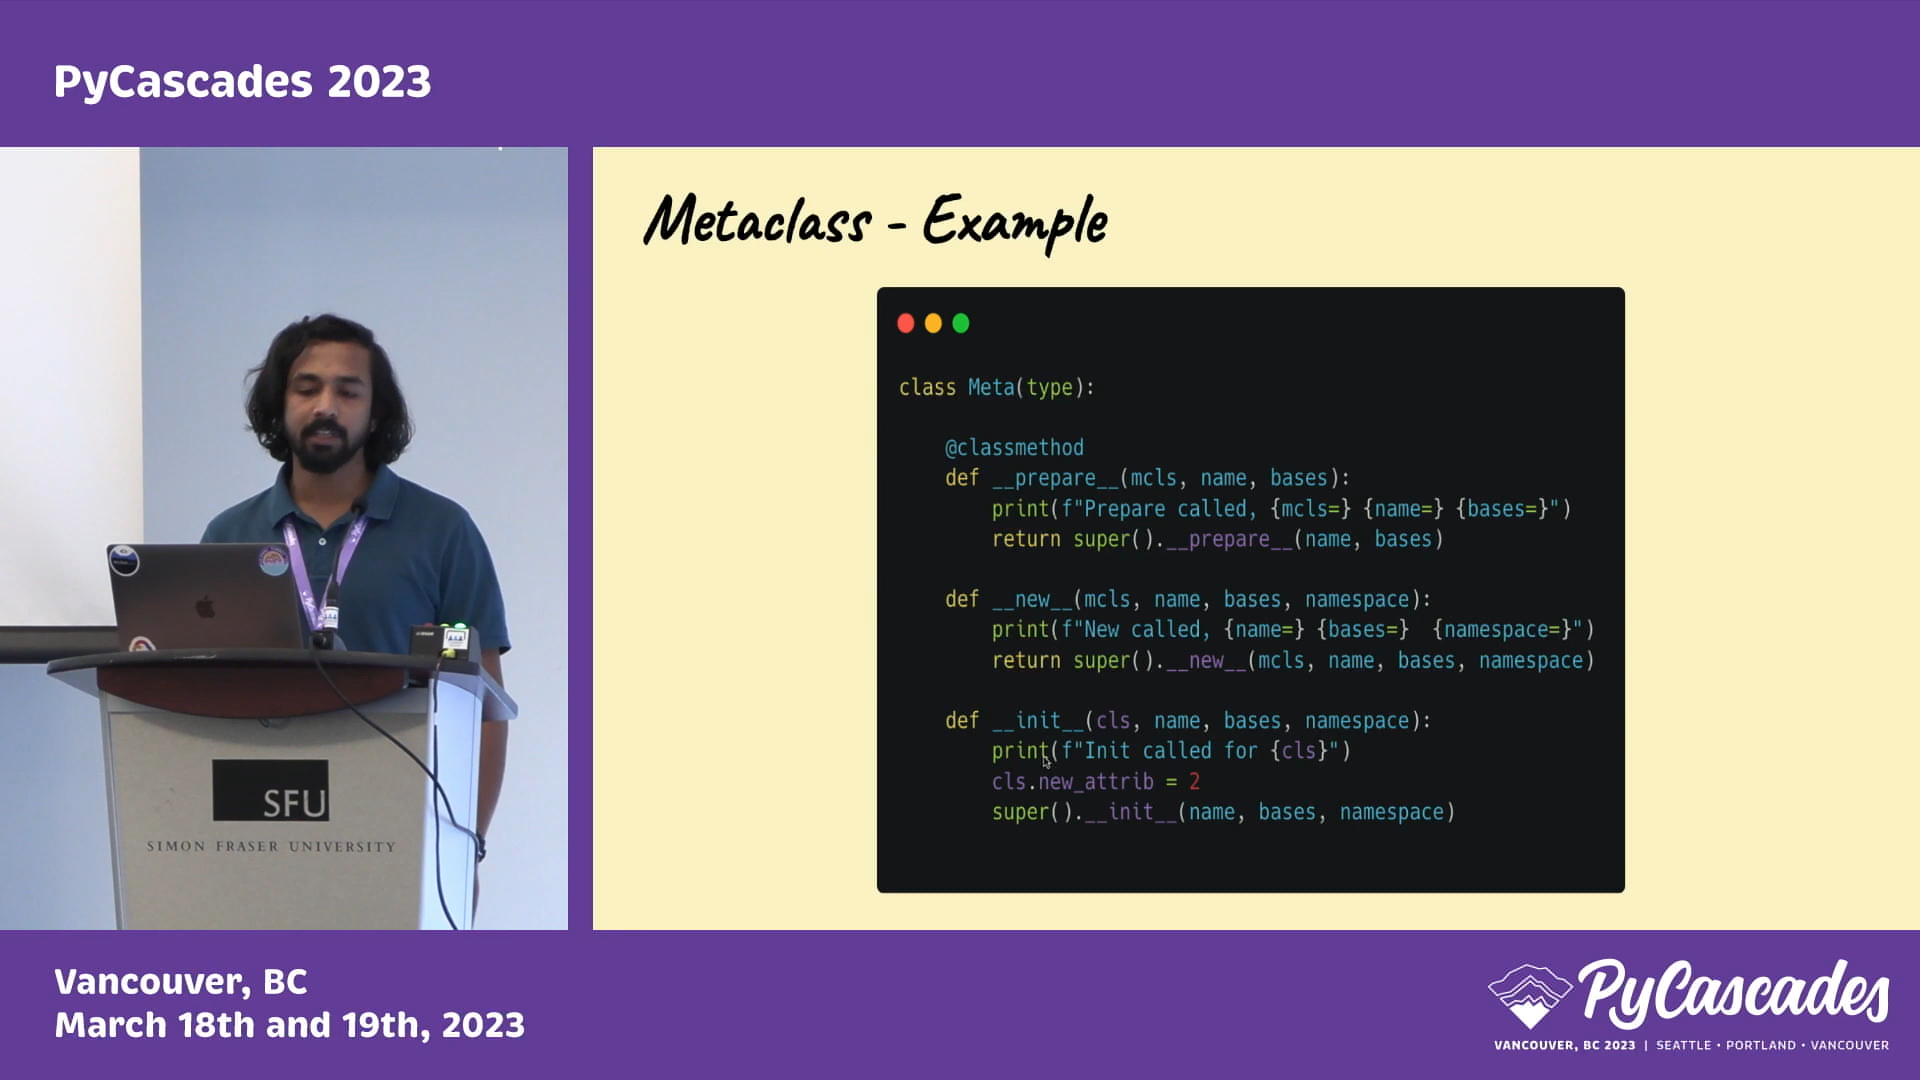 PyCascades 2023
Metaclass - Example
class Meta(type):
@classmethod
def __prepare__(mcls, name, bases):
print(f"Prepare called, {mcls=} {name=} {bases=}")
return super().__prepare__(name, bases)
def __new__(mcls, name, bases, namespace):
print(f"New called, {name=} {bases=}  {namespace=}")
return super().__new__(mcls, name, bases, namespace)
def __init__(cls, name, bases, namespace):
print(f"Init called for {cls}")
cls.new_attrib = 2
super().__init__(name, bases, namespace)
SFU
SIMON FRASER UNIVERSITY
Vancouver, BC
March 18th and 19th, 2023
PyCascades
VANCOUVER, BC 2023 | SEATTLE • PORTLAND • VANCOUVER